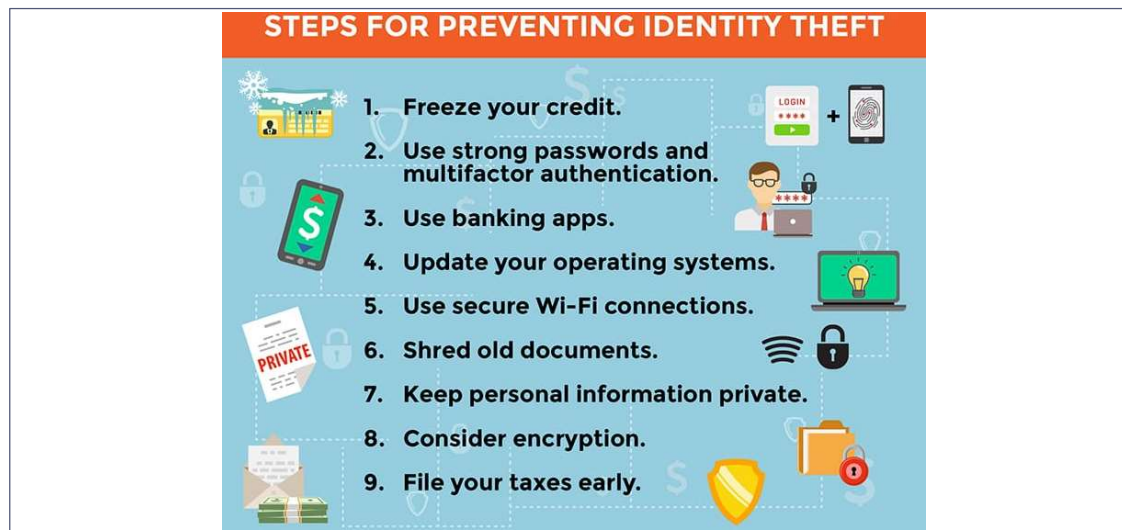 STEPS FOR PREVENTING IDENTITY THEFT
1. Freeze your credit.
LOGIN
****
+
2. Use strong passwords and
multifactor authentication.
****
3. Use banking apps.
$
4. Update your operating systems.
5. Use secure Wi-Fi connections.
PRIVATE
6. Shred old documents.
7. Keep personal information private.
8. Consider encryption.
9. File your taxes early.